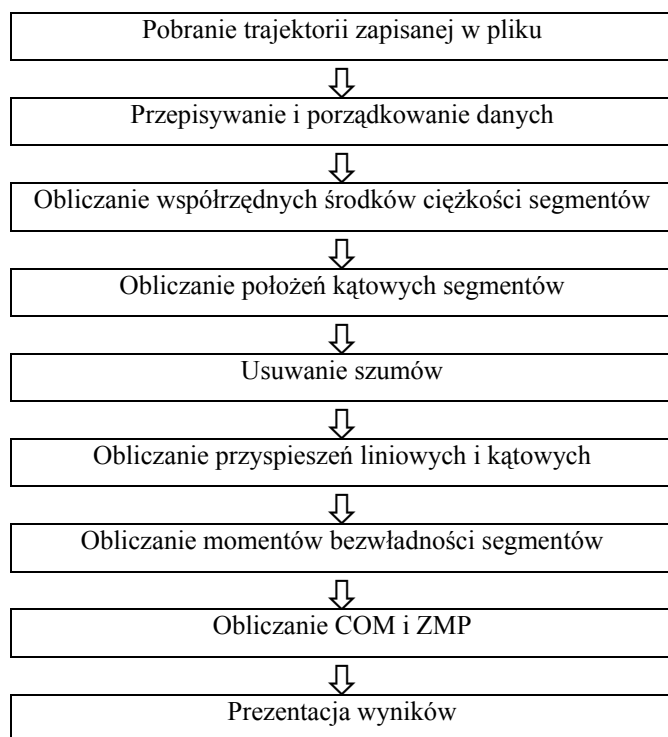 Pobranie trajektorii zapisanej w pliku
Przepisywanie i porządkowanie danych
Obliczanie współrzędnych środków ciężkości segmentów
Obliczanie położeń kątowych segmentów
Usuwanie szumów
Obliczanie przyspieszeń liniowych i kątowych
Obliczanie momentów bezwładności segmentów
Obliczanie COM i ZMP
Prezentacja wyników